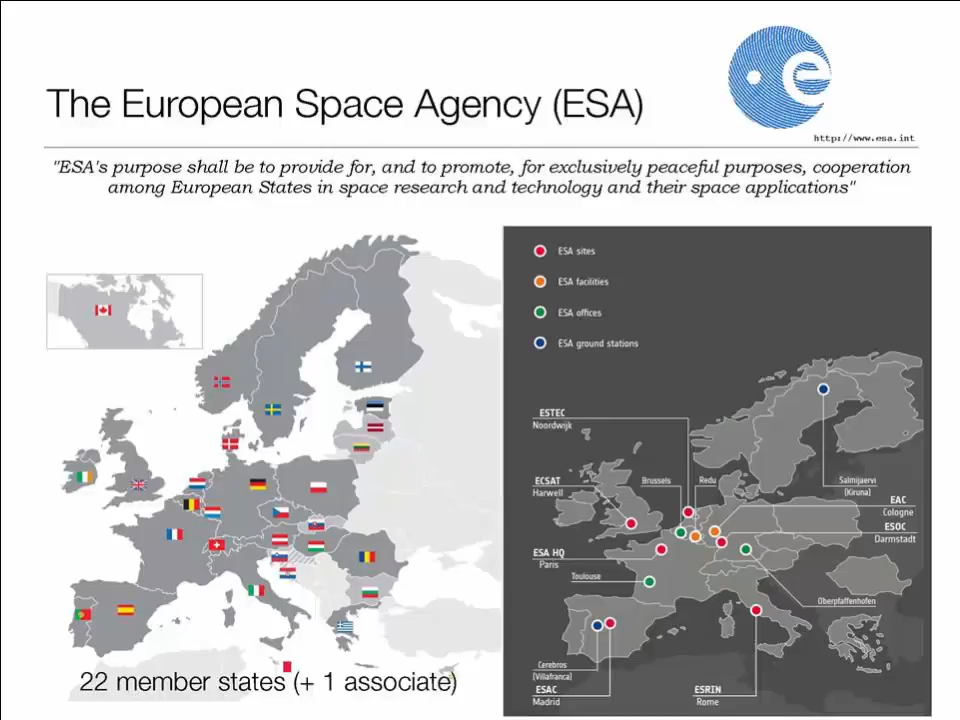 The European Space Agency (ESA)
http://www.esa.int
"ESA's purpose shall be to provide for, and to promote, for exclusively peaceful purposes, cooperation
among European States in space research and technology and their space applications"
22 member states (+ 1 associate)
ESA sites
ESA facilities
ESA offices
ESA ground stations
ESTEC
Noordwijk
ECSAT
Harwell
Brussels
Redu
Salmijaervi
(Kiruna)
EAC
Cologne
ESOC
Darmstadt
ESA HQ
Paris
Toulouse
Oberpfaffenhofen
Cerebros
(Villafranca)
ESAC
Madrid
ESRIN
Rome